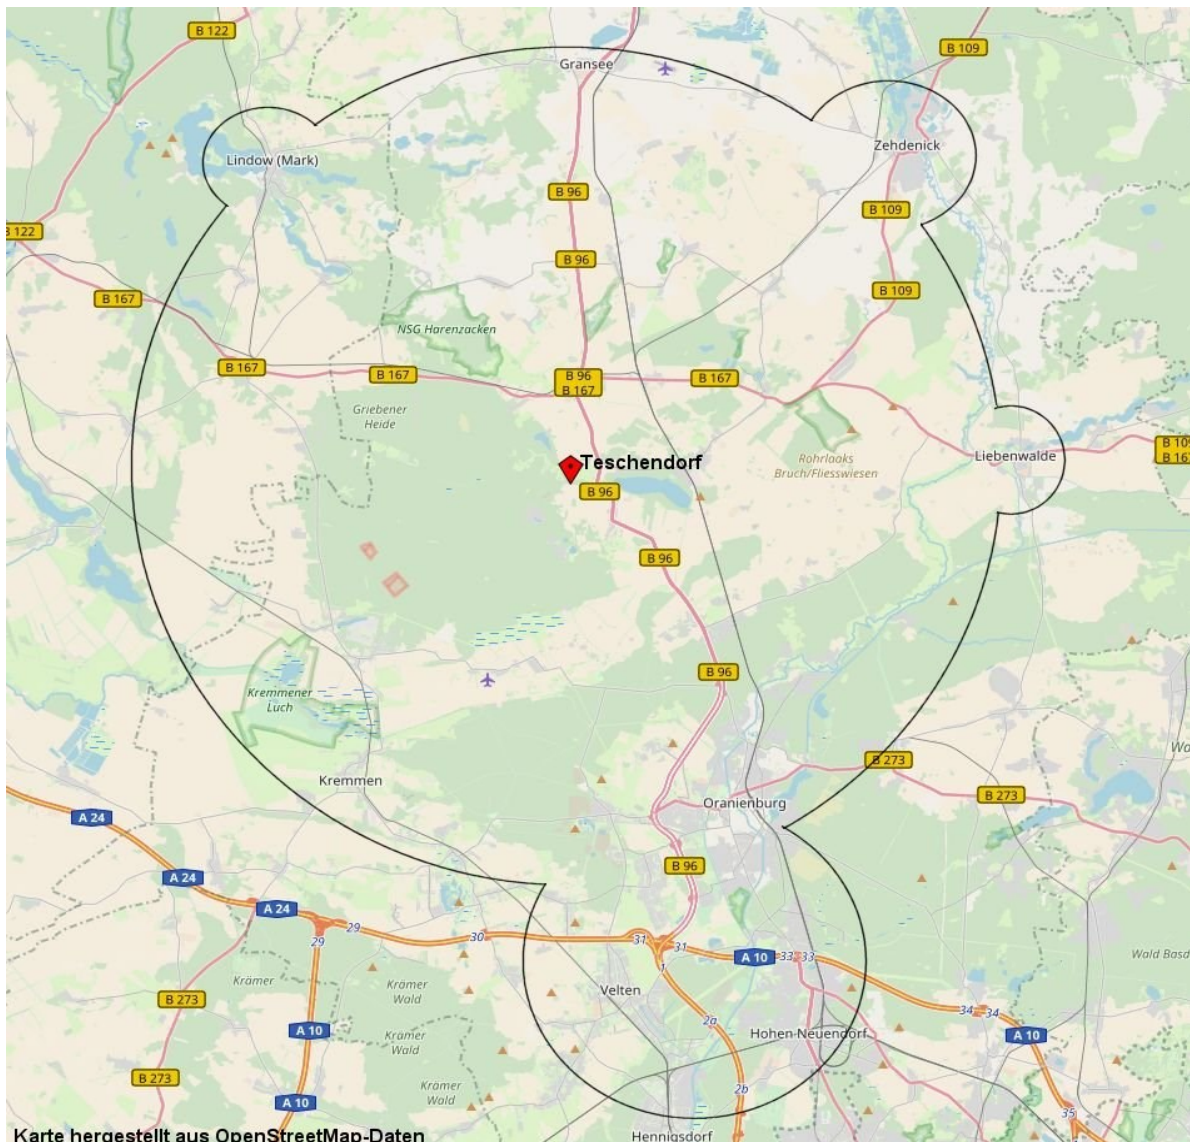 B 122
B 109
Gransee
Zehdenick
Lindow (Mark)
B 96
B 109
B 122
B 96
B 109
B 167
NSG Harenzacken
B 167
B 167
B 96
B 167
B 167
Griebener
Heide
Teschendorf
Rohrlaaks
Bruch/Fliesswiesen
Liebenwalde
B 96
B 96
B 96
Kremmener
Luch
B 273
Kremmen
Oranienburg
B 273
A 24
B 96
A 24
A 24
29
29
30
31
31
1
A 10
33
33
Wald Basd
Krämer
Krämer
Wald
Velten
B 273
34
34
2a
A 10
A 10
Hohen Neuendorf
Krämer
Wald
B 273
Krämer
Wald
2b
A 10
35
Hennigsdorf
Karte hergestellt aus OpenStreetMap-Daten